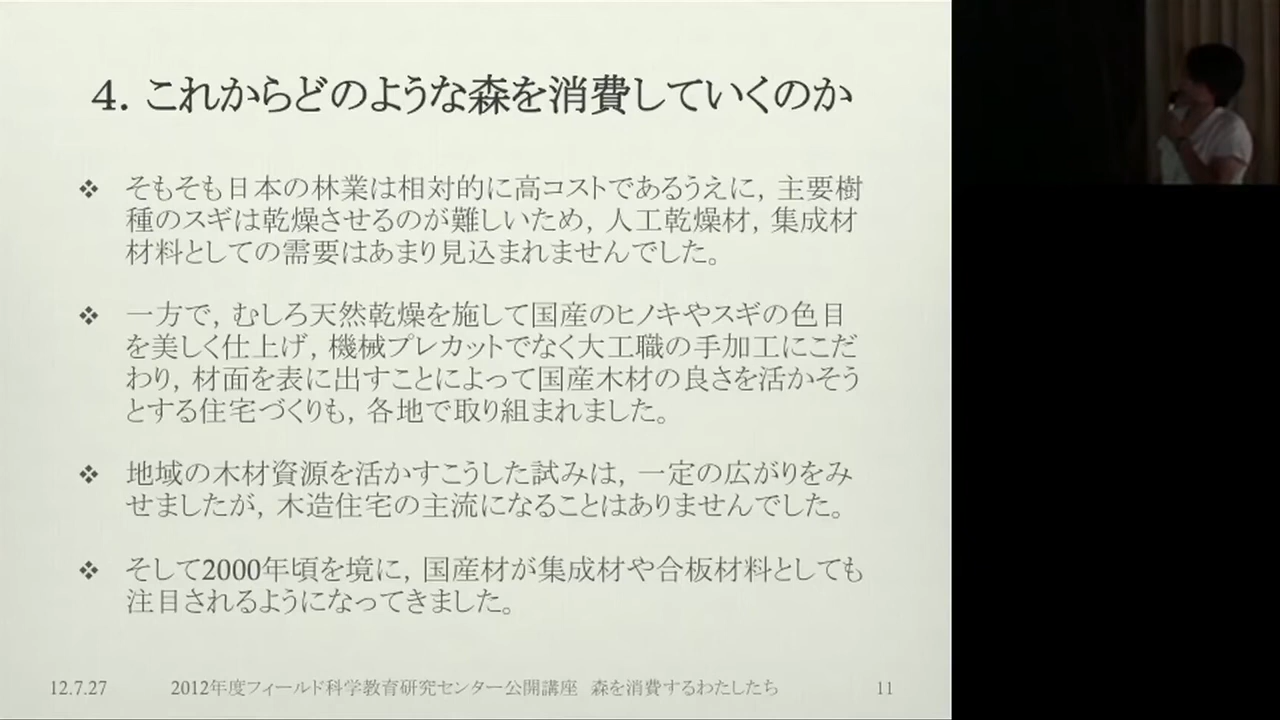 4. これからどのような森を消費していくのか
❖ そもそも日本の林業は相対的に高コストであるうえに, 主要樹
種のスギは乾燥させるのが難しいため, 人工乾燥材, 集成材
材料としての需要はあまり見込まれませんでした。
❖ 一方で, むしろ天然乾燥を施して国産のヒノキやスギの色目
を美しく仕上げ, 機械プレカットでなく大工職の手加工にこだ
わり, 材面を表に出すことによって国産木材の良さを活かそう
とする住宅づくりも, 各地で取り組まれました。
❖ 地域の木材資源を活かすこうした試みは, 一定の広がりをみ
せましたが, 木造住宅の主流になることはありませんでした。
❖ そして2000年頃を境に, 国産材が集成材や合板材料としても
注目されるようになってきました。
12.7.27 2012年度フィールド科学教育研究センター公開講座 森を消費するわたしたち 11